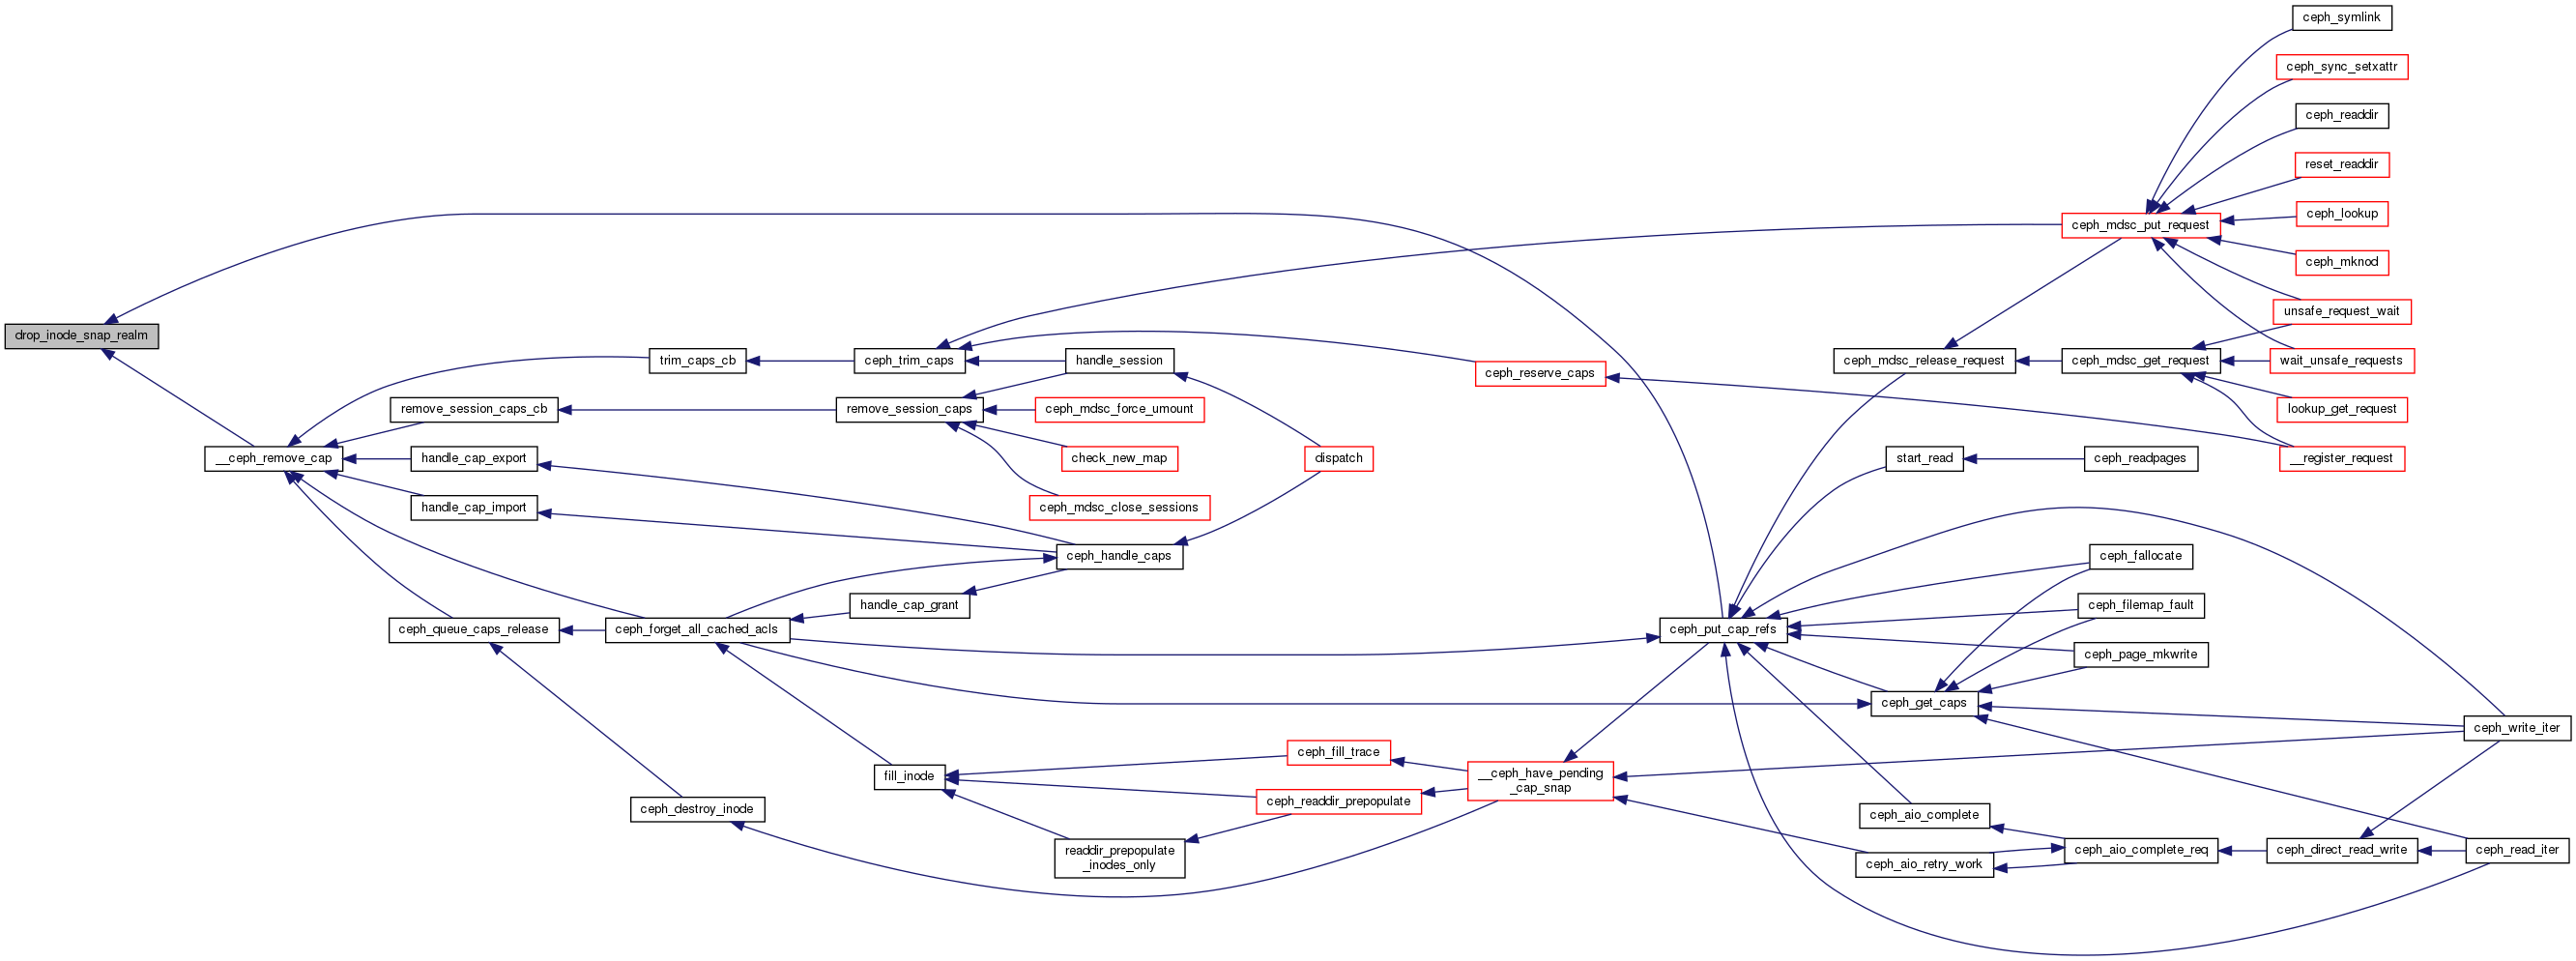 ceph_symlink
ceph_sync_setxattr
ceph_readdir
reset_readdir
ceph_lookup
ceph_mdsc_put_request
ceph_mknod
unsafe_request_wait
drop_inode_snap_realm
trim_caps_cb
ceph_trim_caps
handle_session
ceph_reserve_caps
ceph_mdsc_release_request
ceph_mdsc_get_request
wait_unsafe_requests
remove_session_caps_cb
remove_session_caps
ceph_mdsc_force_umount
lookup_get_request
__ceph_remove_cap
handle_cap_export
check_new_map
dispatch
start_read
ceph_readpages
__register_request
handle_cap_import
ceph_mdsc_close_sessions
ceph_handle_caps
ceph_fallocate
handle_cap_grant
ceph_filemap_fault
ceph_queue_caps_release
ceph_forget_all_cached_acls
ceph_put_cap_refs
ceph_page_mkwrite
ceph_get_caps
ceph_write_iter
ceph_fill_trace
fill_inode
__ceph_have_pending
_cap_snap
ceph_readdir_prepopulate
ceph_destroy_inode
ceph_aio_complete
readdir_prepopulate
_inodes_only
ceph_aio_retry_work
ceph_aio_complete_req
ceph_direct_read_write
ceph_read_iter